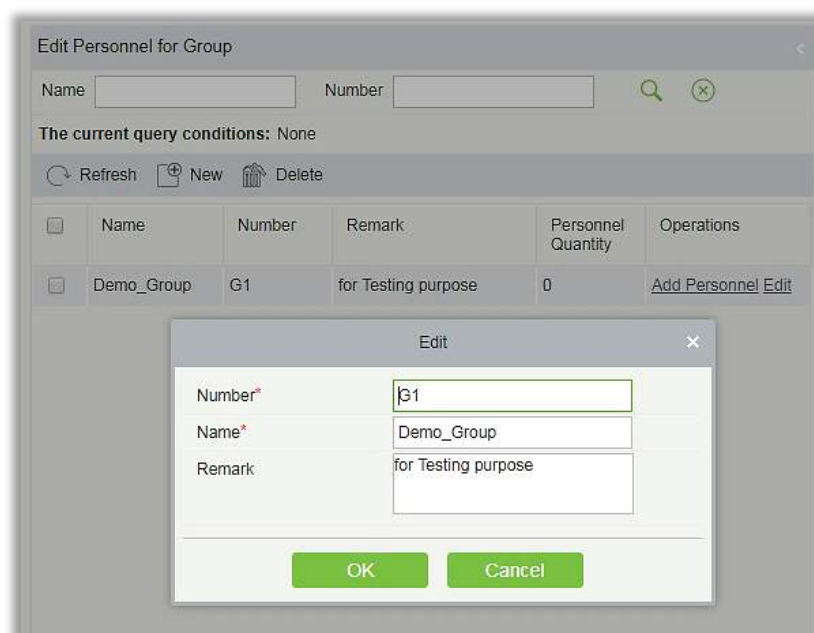 Edit Personnel for Group
Name Number
The current query conditions: None
Refresh New Delete
Name Number Remark Personnel Quantity Operations
Demo_Group G1 for Testing purpose 0 Add Personnel Edit
Edit
Number* G1
Name* Demo_Group
Remark for Testing purpose
OK Cancel